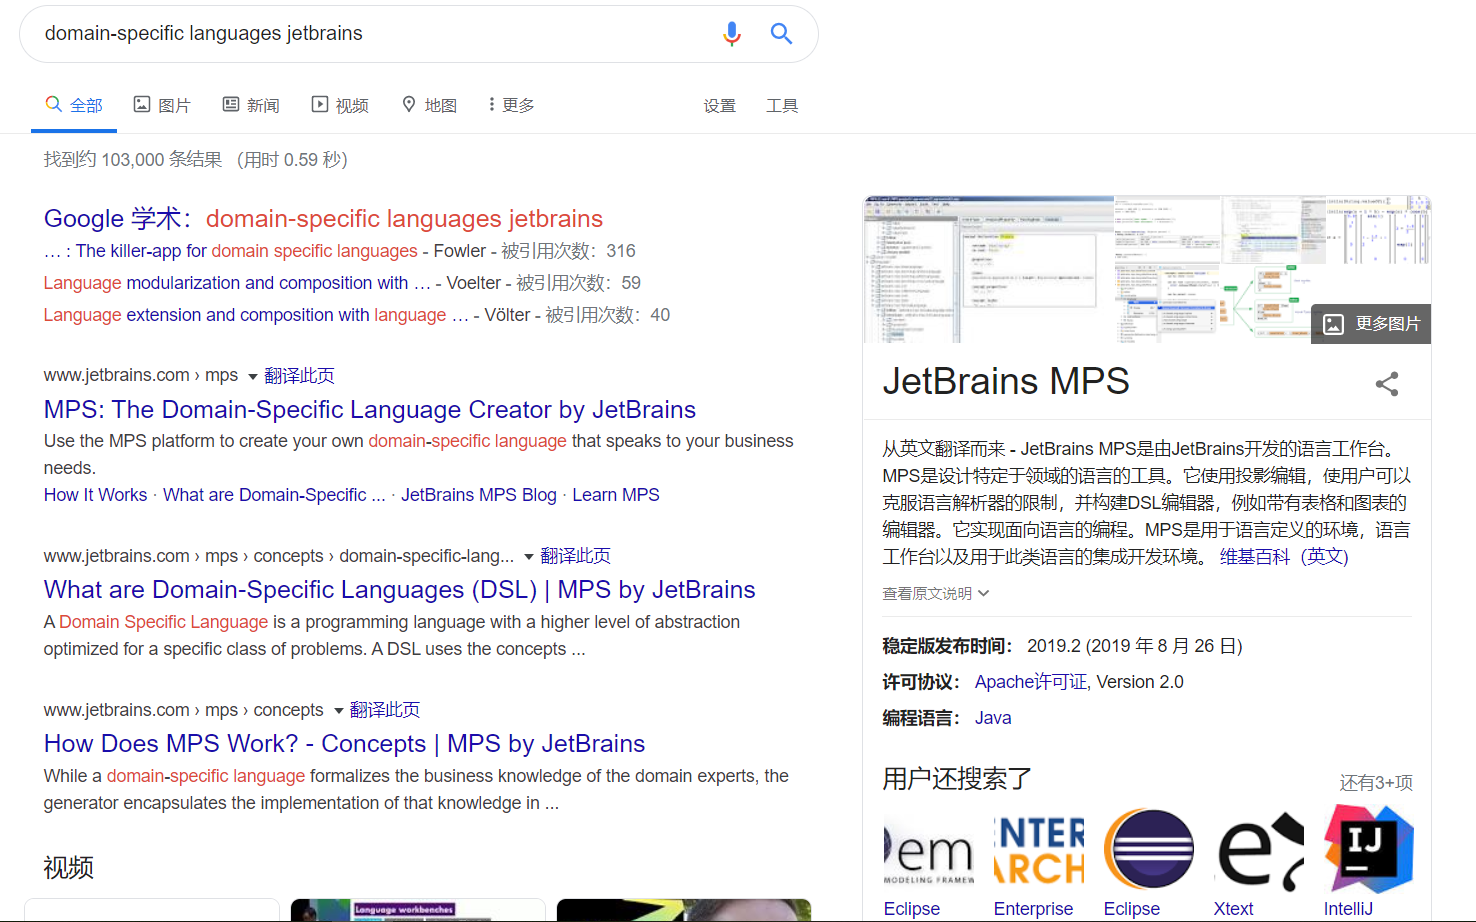 domain-specific languages jetbrains
全部 图片 新闻 视频 地图 更多 设置 工具
找到约 103,000 条结果 （用时 0.59 秒）
Google 学术：domain-specific languages jetbrains
… : The killer-app for domain specific languages - Fowler - 被引用次数：316
Language modularization and composition with … - Voelter - 被引用次数：59
Language extension and composition with language … - Völter - 被引用次数：40
www.jetbrains.com › mps 翻译此页
MPS: The Domain-Specific Language Creator by JetBrains
Use the MPS platform to create your own domain-specific language that speaks to your business
needs.
How It Works · What are Domain-Specific ... · JetBrains MPS Blog · Learn MPS
www.jetbrains.com › mps › concepts › domain-specific-lang... 翻译此页
What are Domain-Specific Languages (DSL) | MPS by JetBrains
A Domain Specific Language is a programming language with a higher level of abstraction
optimized for a specific class of problems. A DSL uses the concepts ...
www.jetbrains.com › mps › concepts 翻译此页
How Does MPS Work? - Concepts | MPS by JetBrains
While a domain-specific language formalizes the business knowledge of the domain experts, the
generator encapsulates the implementation of that knowledge in ...
视频
Language workbenches
更多图片
JetBrains MPS
从英文翻译而来 - JetBrains MPS是由JetBrains开发的语言工作台。
MPS是设计特定于领域的语言的工具。它使用投影编辑，使用户可以
克服语言解析器的限制，并构建DSL编辑器，例如带有表格和图表的
编辑器。它实现面向语言的编程。MPS是用于语言定义的环境，语言
工作台以及用于此类语言的集成开发环境。 维基百科（英文）
查看原文说明
稳定版发布时间： 2019.2 (2019 年 8 月 26 日)
许可协议： Apache许可证, Version 2.0
编程语言： Java
用户还搜索了
还有3+项
em
MODELING FRAMEW
NTER
ARCH
e
IJ
Eclipse Enterprise Eclipse Xtext IntelliJ